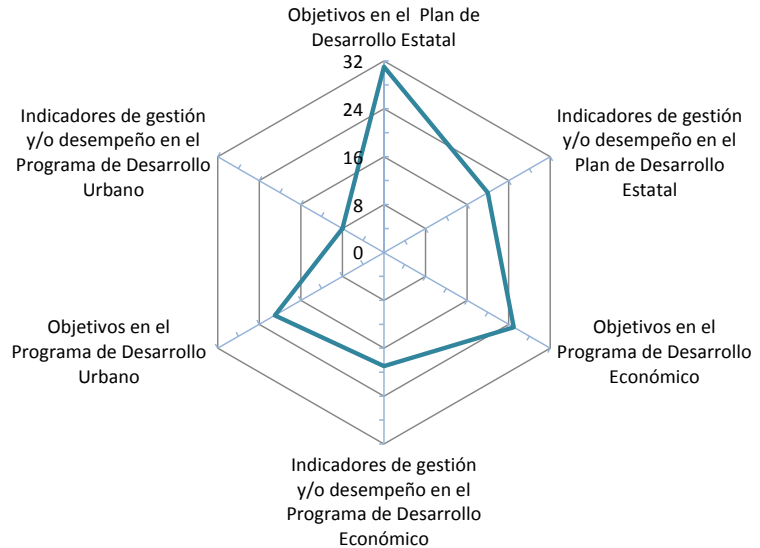 Objetivos en el Plan de
Desarrollo Estatal
32
24
16
8
0
Indicadores de gestión
y/o desempeño en el
Plan de Desarrollo
Estatal
Objetivos en el
Programa de Desarrollo
Económico
Indicadores de gestión
y/o desempeño en el
Programa de Desarrollo
Económico
Objetivos en el
Programa de Desarrollo
Urbano
Indicadores de gestión
y/o desempeño en el
Programa de Desarrollo
Urbano